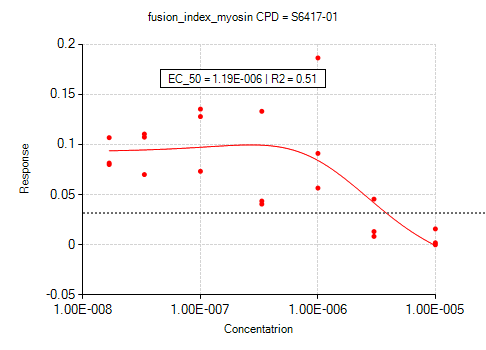 fusion_index_myosin CPD = S6417-01
0.2
EC_50 = 1.19E-006 | R2 = 0.51
0.15
0.1
Response
0.05
0
-0.05
1.00E-008 1.00E-007 1.00E-006 1.00E-005
Concentatrion